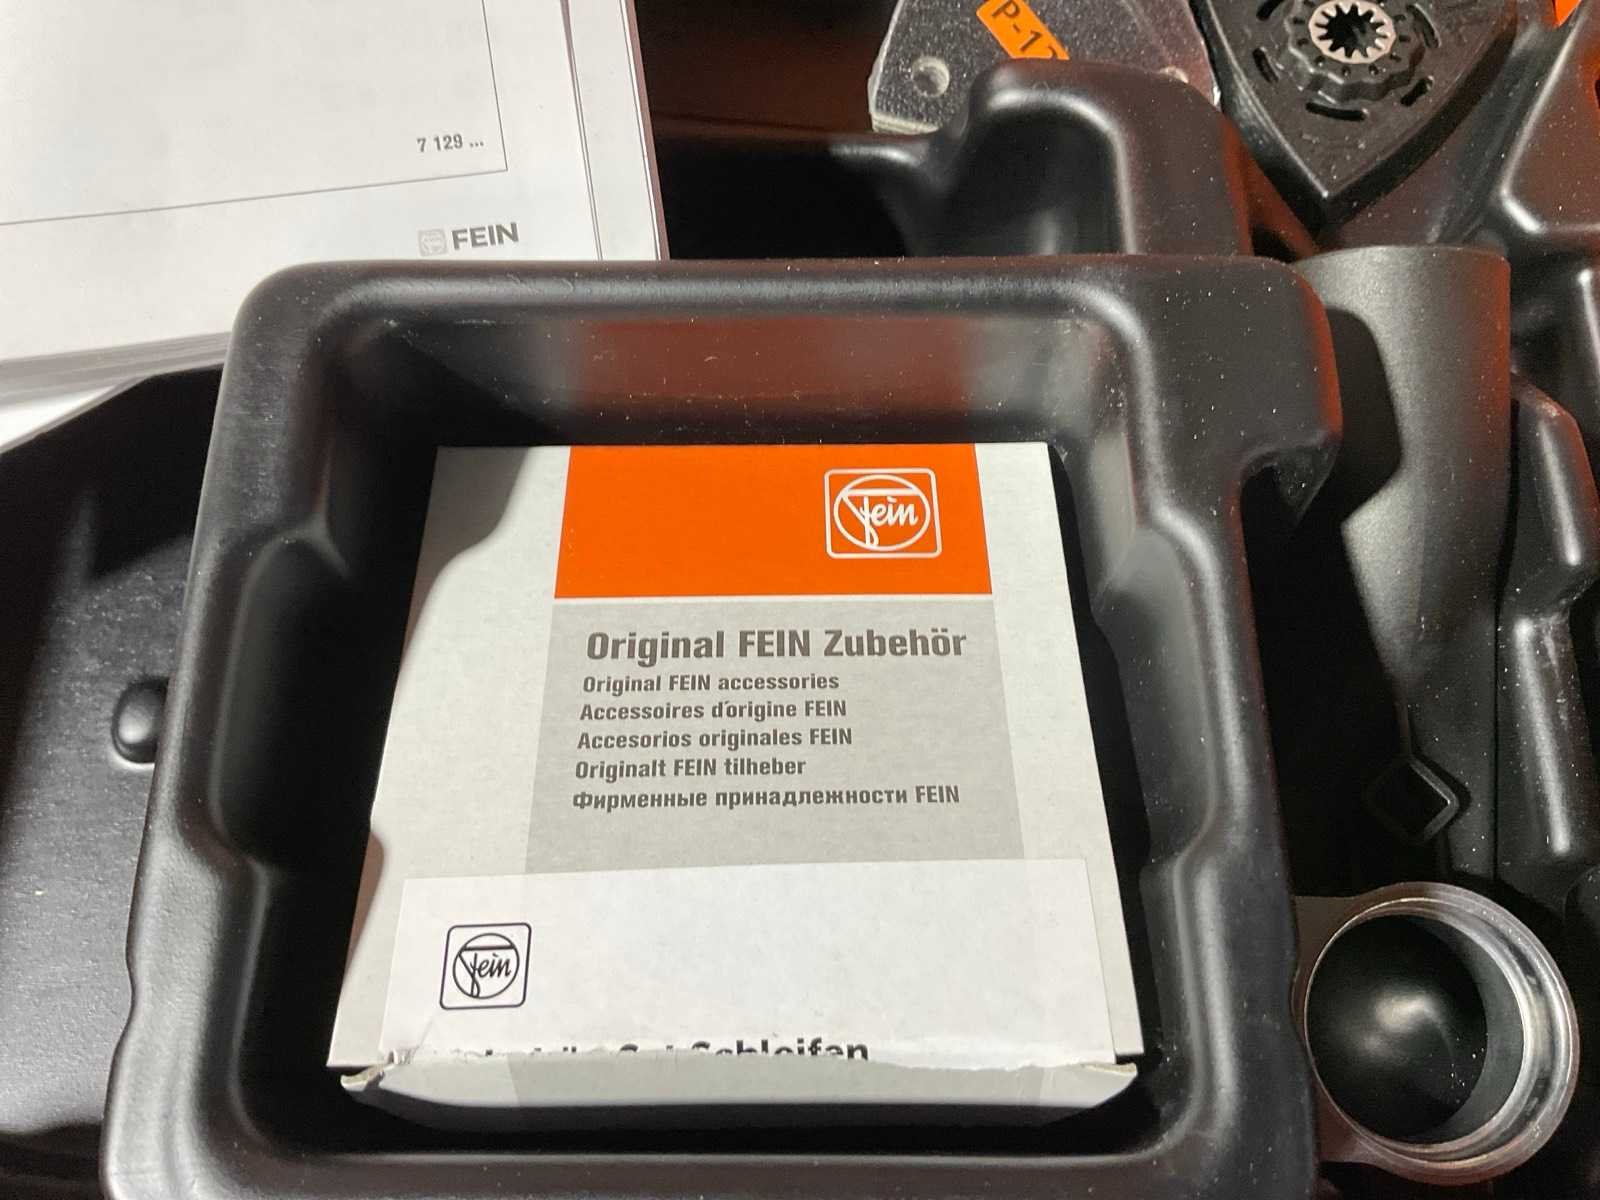 7 129 ...
FEIN
Fein
Original FEIN Zubehör
Original FEIN accessories
Accessoires d´origine FEIN
Accesorios originales FEIN
Originalt FEIN tilheber
Фирменные принадлежности FEIN
Fein
Schleifen